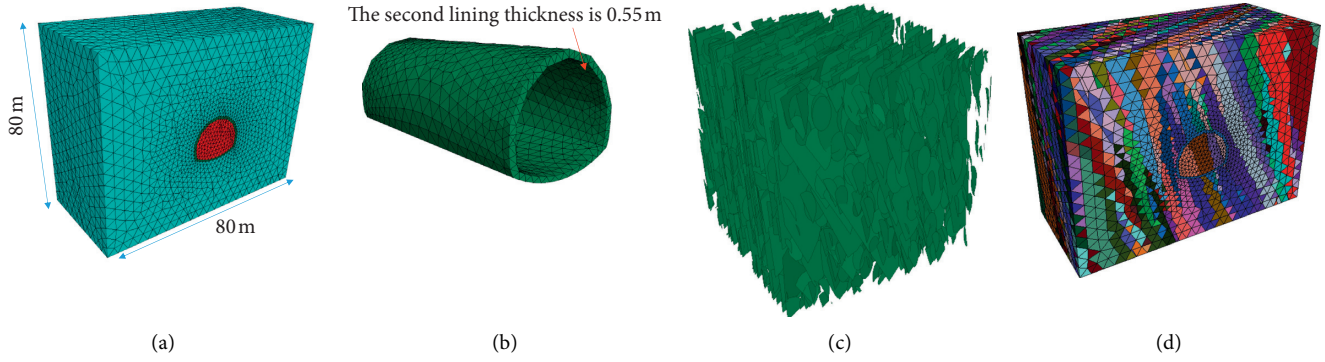 The second lining thickness is 0.55 m
80 m
80 m
(a)
(b)
(c)
(d)